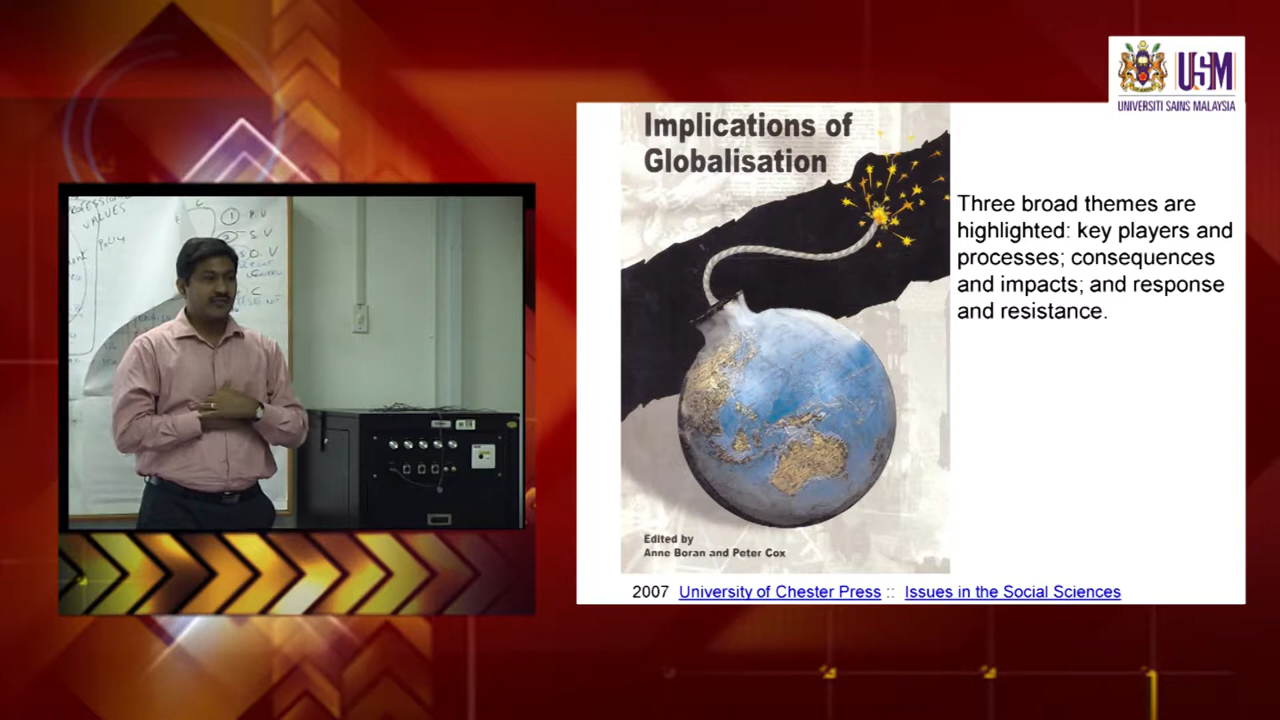 USM
UNIVERSITI SAINS MALAYSIA
Implications of
Globalisation
Three broad themes are
highlighted: key players and
processes; consequences
and impacts; and response
and resistance.
Edited by
Anne Boran and Peter Cox
2007 University of Chester Press :: Issues in the Social Sciences
VALUES
1 P.V
S.V